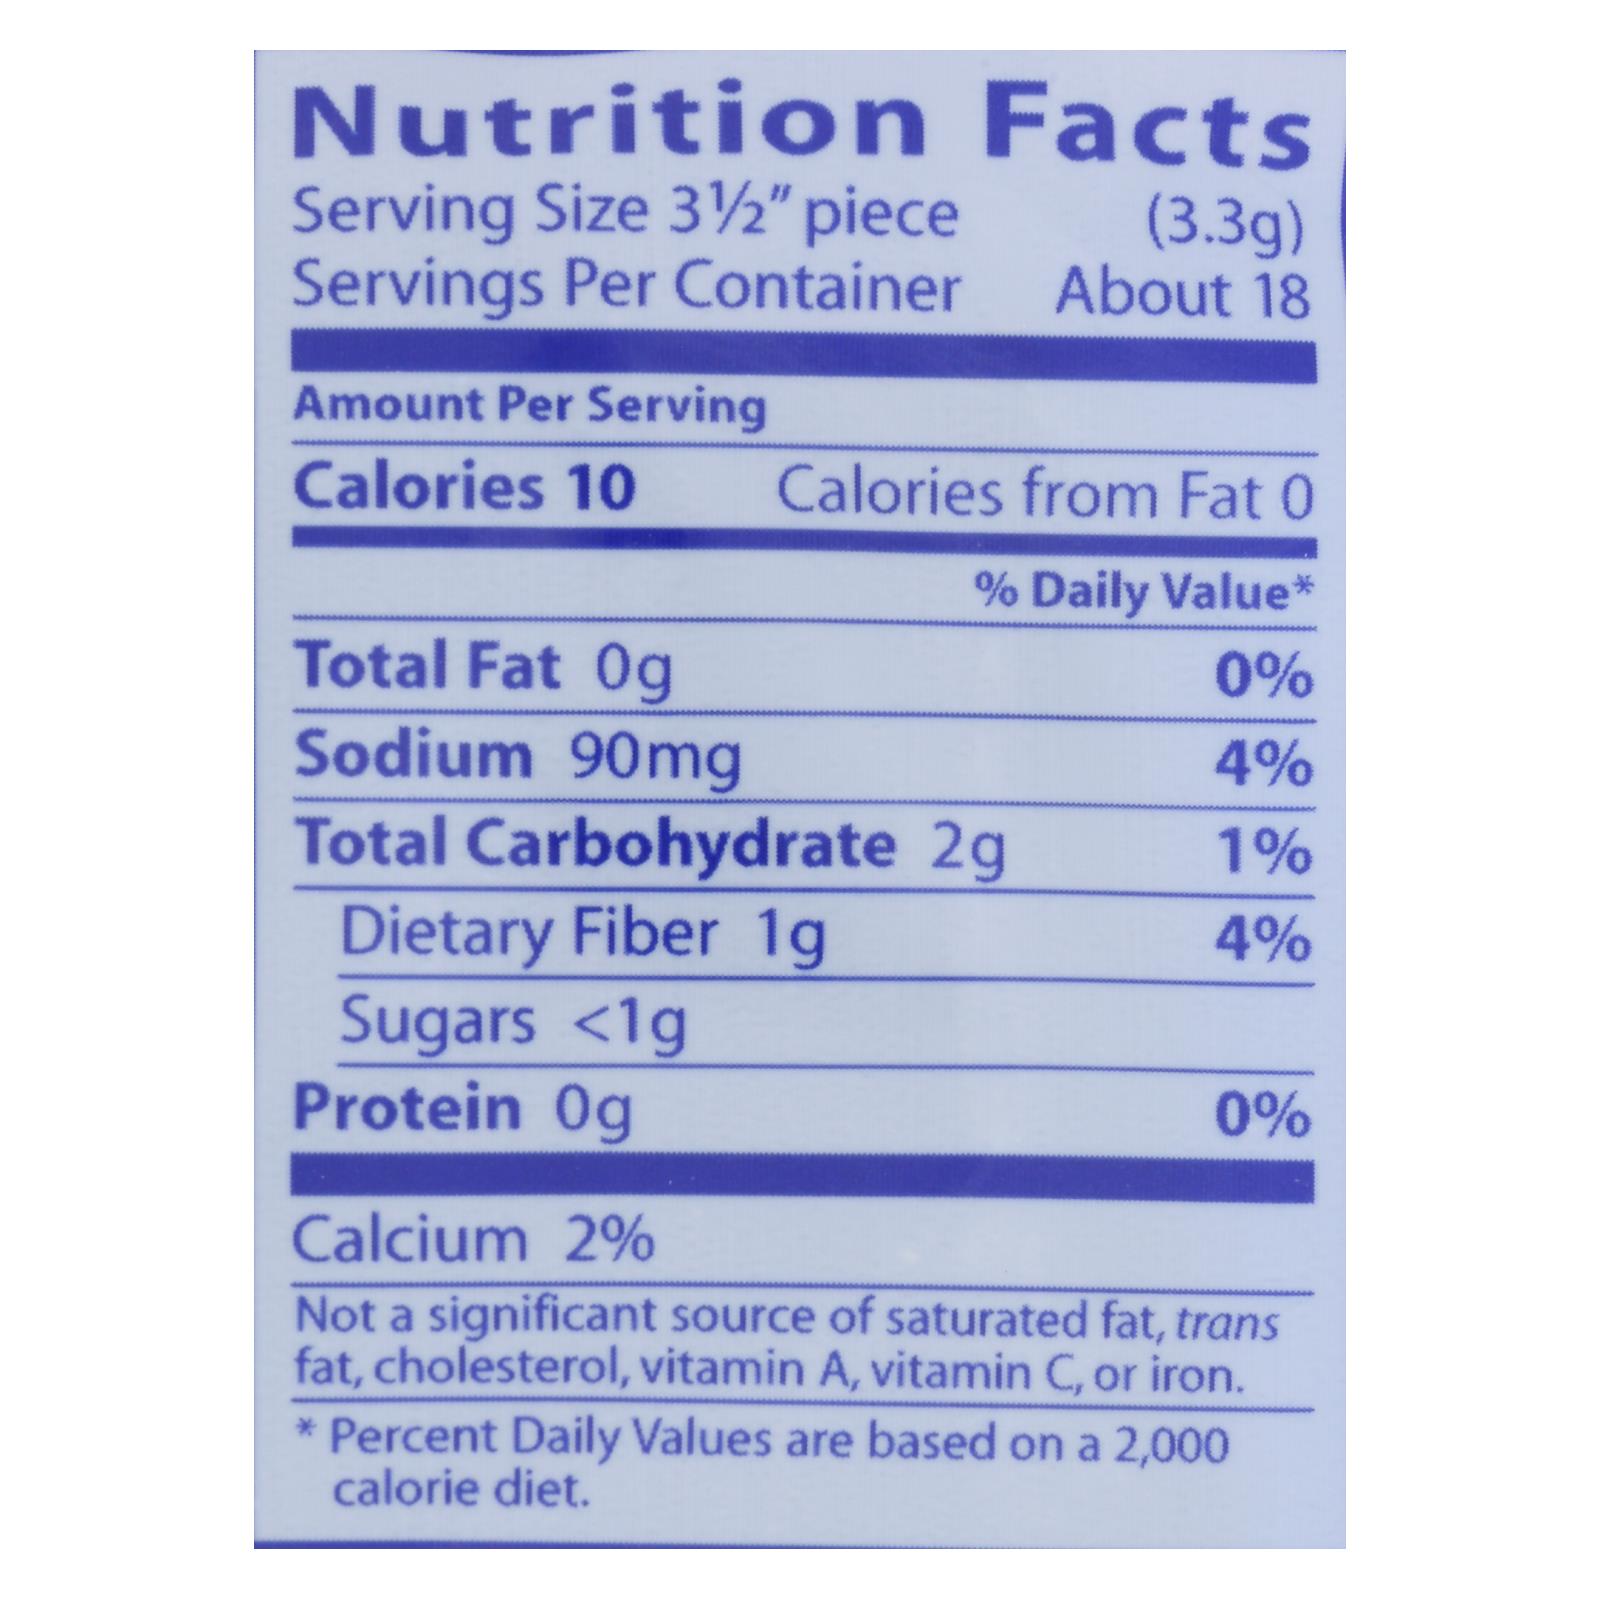 Nutrition Facts
Serving Size 3½" piece (3.3g)
Servings Per Container About 18
Amount Per Serving
Calories 10 Calories from Fat 0
% Daily Value*
Total Fat 0g 0%
Sodium 90mg 4%
Total Carbohydrate 2g 1%
Dietary Fiber 1g 4%
Sugars <1g
Protein 0g 0%
Calcium 2%
Not a significant source of saturated fat, trans
fat, cholesterol, vitamin A, vitamin C, or iron.
* Percent Daily Values are based on a 2,000
calorie diet.